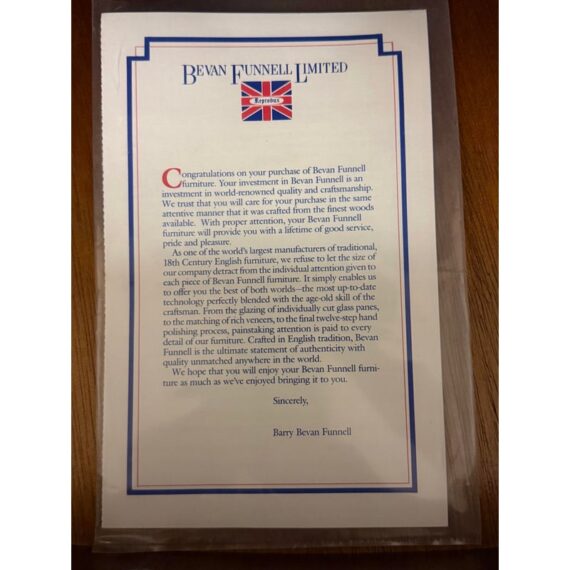 BEVAN FUNNELL LIMITED
Reprodux
Congratulations on your purchase of Bevan Funnell
furniture. Your investment in Bevan Funnell is an
investment in world-renowned quality and craftsmanship.
We trust that you will care for your purchase in the same
attentive manner that it was crafted from the finest woods
available. With proper attention, your Bevan Funnell
furniture will provide you with a lifetime of good service,
pride and pleasure.
As one of the world's largest manufacturers of traditional,
18th Century English furniture, we refuse to let the size of
our company detract from the individual attention given to
each piece of Bevan Funnell furniture. It simply enables us
to offer you the best of both worlds—the most up-to-date
technology perfectly blended with the age-old skill of the
craftsman. From the glazing of individually cut glass panes,
to the matching of rich veneers, to the final twelve-step hand
polishing process, painstaking attention is paid to every
detail of our furniture. Crafted in English tradition, Bevan
Funnell is the ultimate statement of authenticity with
quality unmatched anywhere in the world.
We hope that you will enjoy your Bevan Funnell furni-
ture as much as we've enjoyed bringing it to you.
Sincerely,
Barry Bevan Funnell